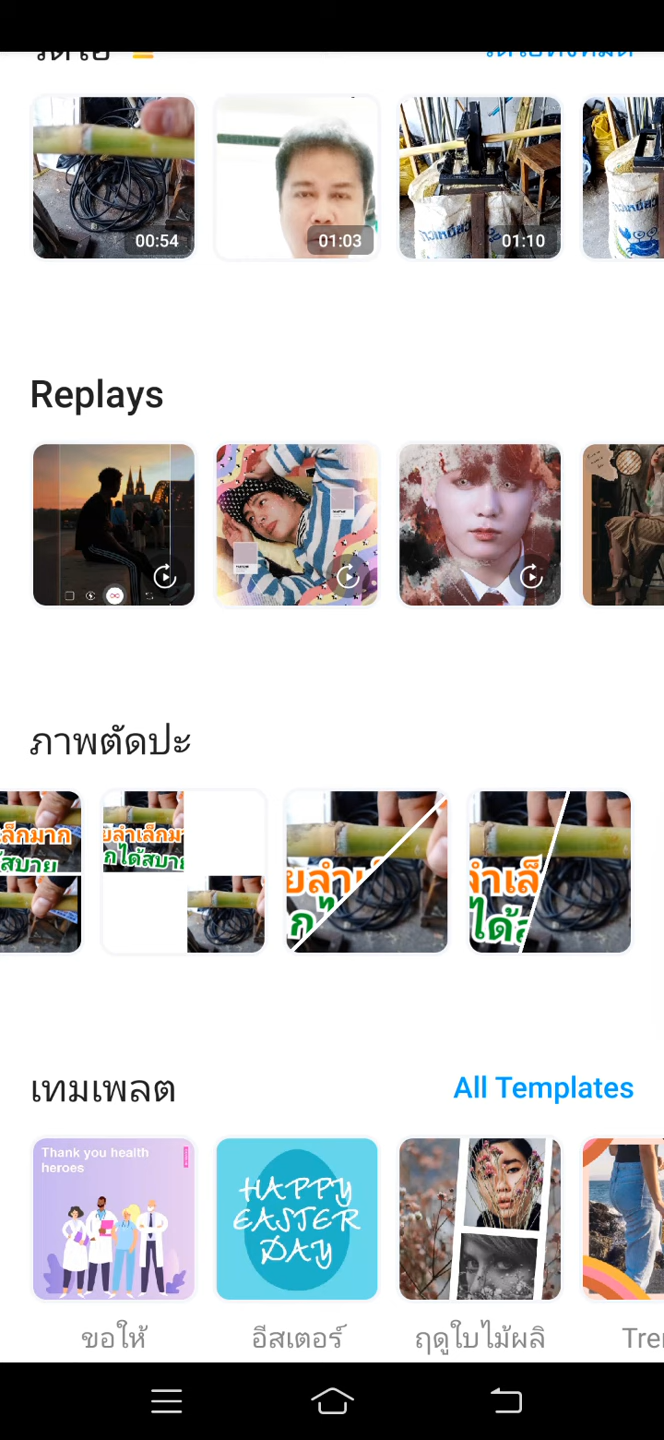 00:54
01:03
01:10
Replays
ภาพตัดปะ
เทมเพลต
All Templates
Thank you health
heroes
HAPPY
EASTER
DAY
ขอให้
อีสเตอร์
ฤดูใบไม้ผลิ